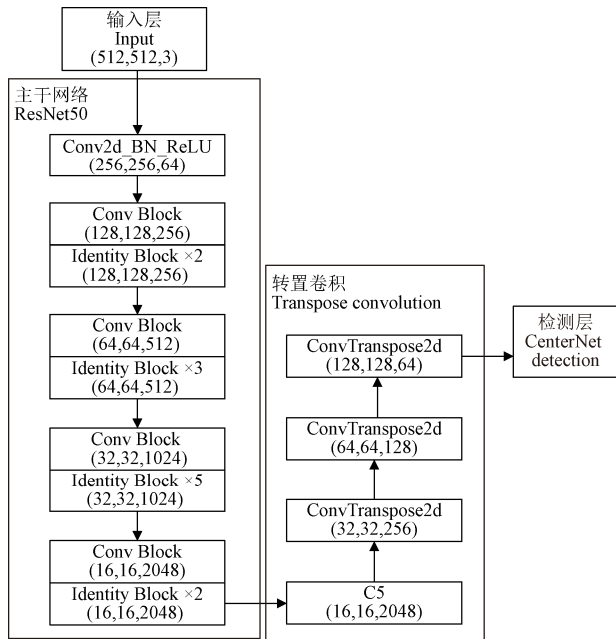 输入层
Input
(512,512,3)
主干网络
ResNet50
Conv2d_BN_ReLU
(256,256,64)
Conv Block
(128,128,256)
Identity Block ×2
(128,128,256)
Conv Block
(64,64,512)
Identity Block ×3
(64,64,512)
Conv Block
(32,32,1024)
Identity Block ×5
(32,32,1024)
Conv Block
(16,16,2048)
Identity Block ×2
(16,16,2048)
转置卷积
Transpose convolution
ConvTranspose2d
(128,128,64)
ConvTranspose2d
(64,64,128)
ConvTranspose2d
(32,32,256)
C5
(16,16,2048)
检测层
CenterNet
detection